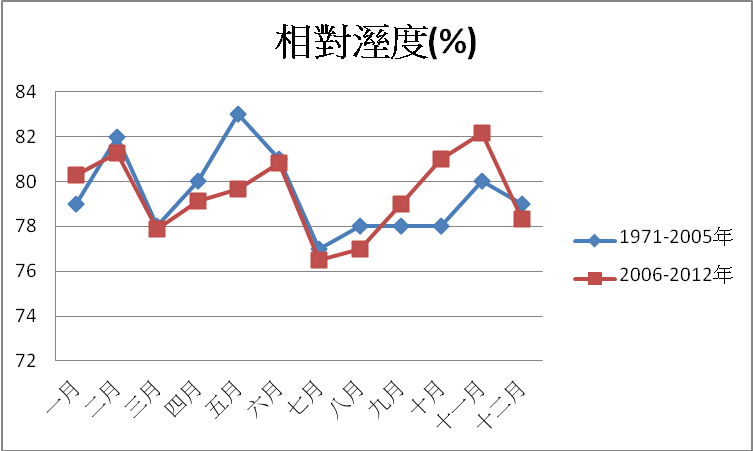 相對溼度(%)
84
82
80
78
76
74
72
一月
二月
三月
四月
五月
六月
七月
八月
九月
十月
十一月
十二月
1971-2005年
2006-2012年